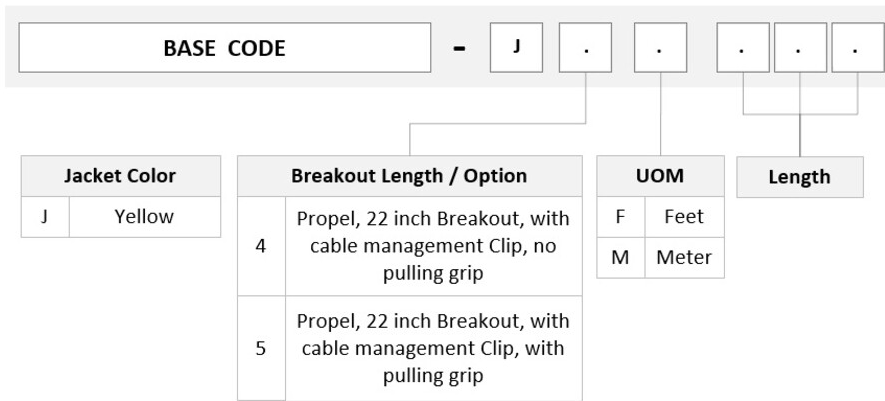 BASE CODE - J . . . . .
Jacket Color
J Yellow
Breakout Length / Option
4 Propel, 22 inch Breakout, with
cable management Clip, no
pulling grip
5 Propel, 22 inch Breakout, with
cable management Clip, with
pulling grip
UOM
F Feet
M Meter
Length